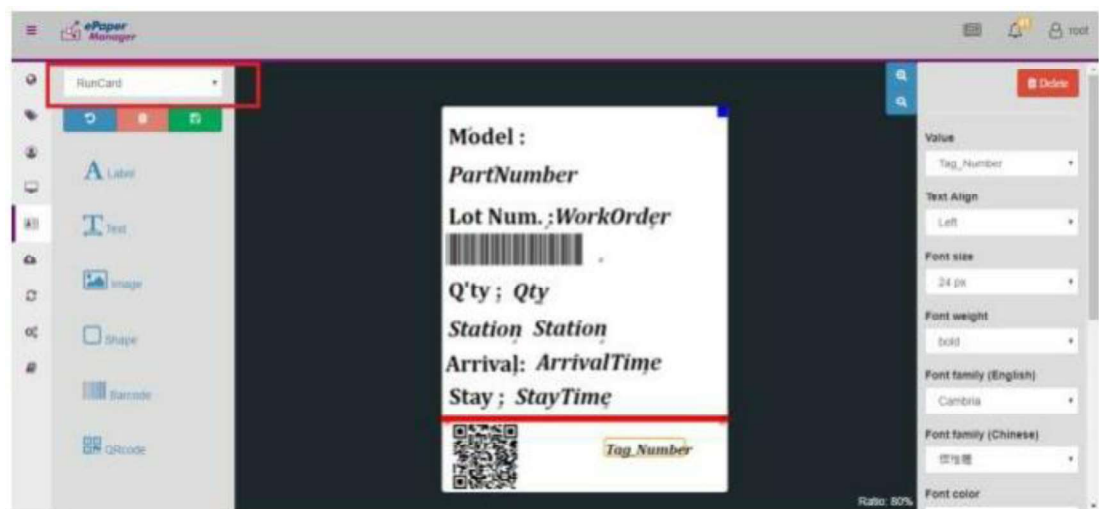 ePaper
Manager
root
RunCard
Delete
Label
Text
Image
Shape
Barcode
QRcode
Model :
PartNumber
Lot Num. ; :WorkOrder
Q'ty ; Qty
Station Station
Arrival: ArrivalTime
Stay ; StayTime
Tag_Number
Ratio: 80%
Value
Tag_Number
Text Align
Left
Font size
24 px
Font weight
bold
Font family (English)
Cambria
Font family (Chinese)
Font color